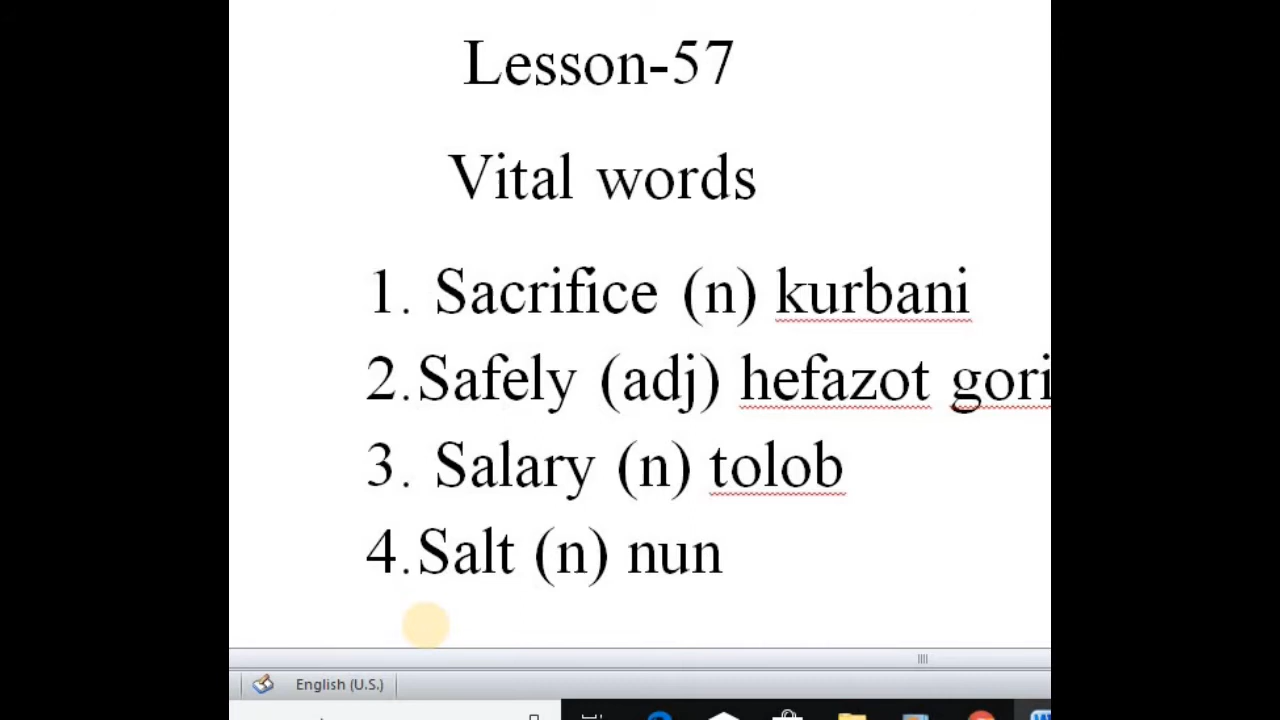 Lesson-57
Vital words
1. Sacrifice (n) kurbani
2.Safely (adj) hefazot gori
3. Salary (n) tolob
4.Salt (n) nun
English (U.S.)